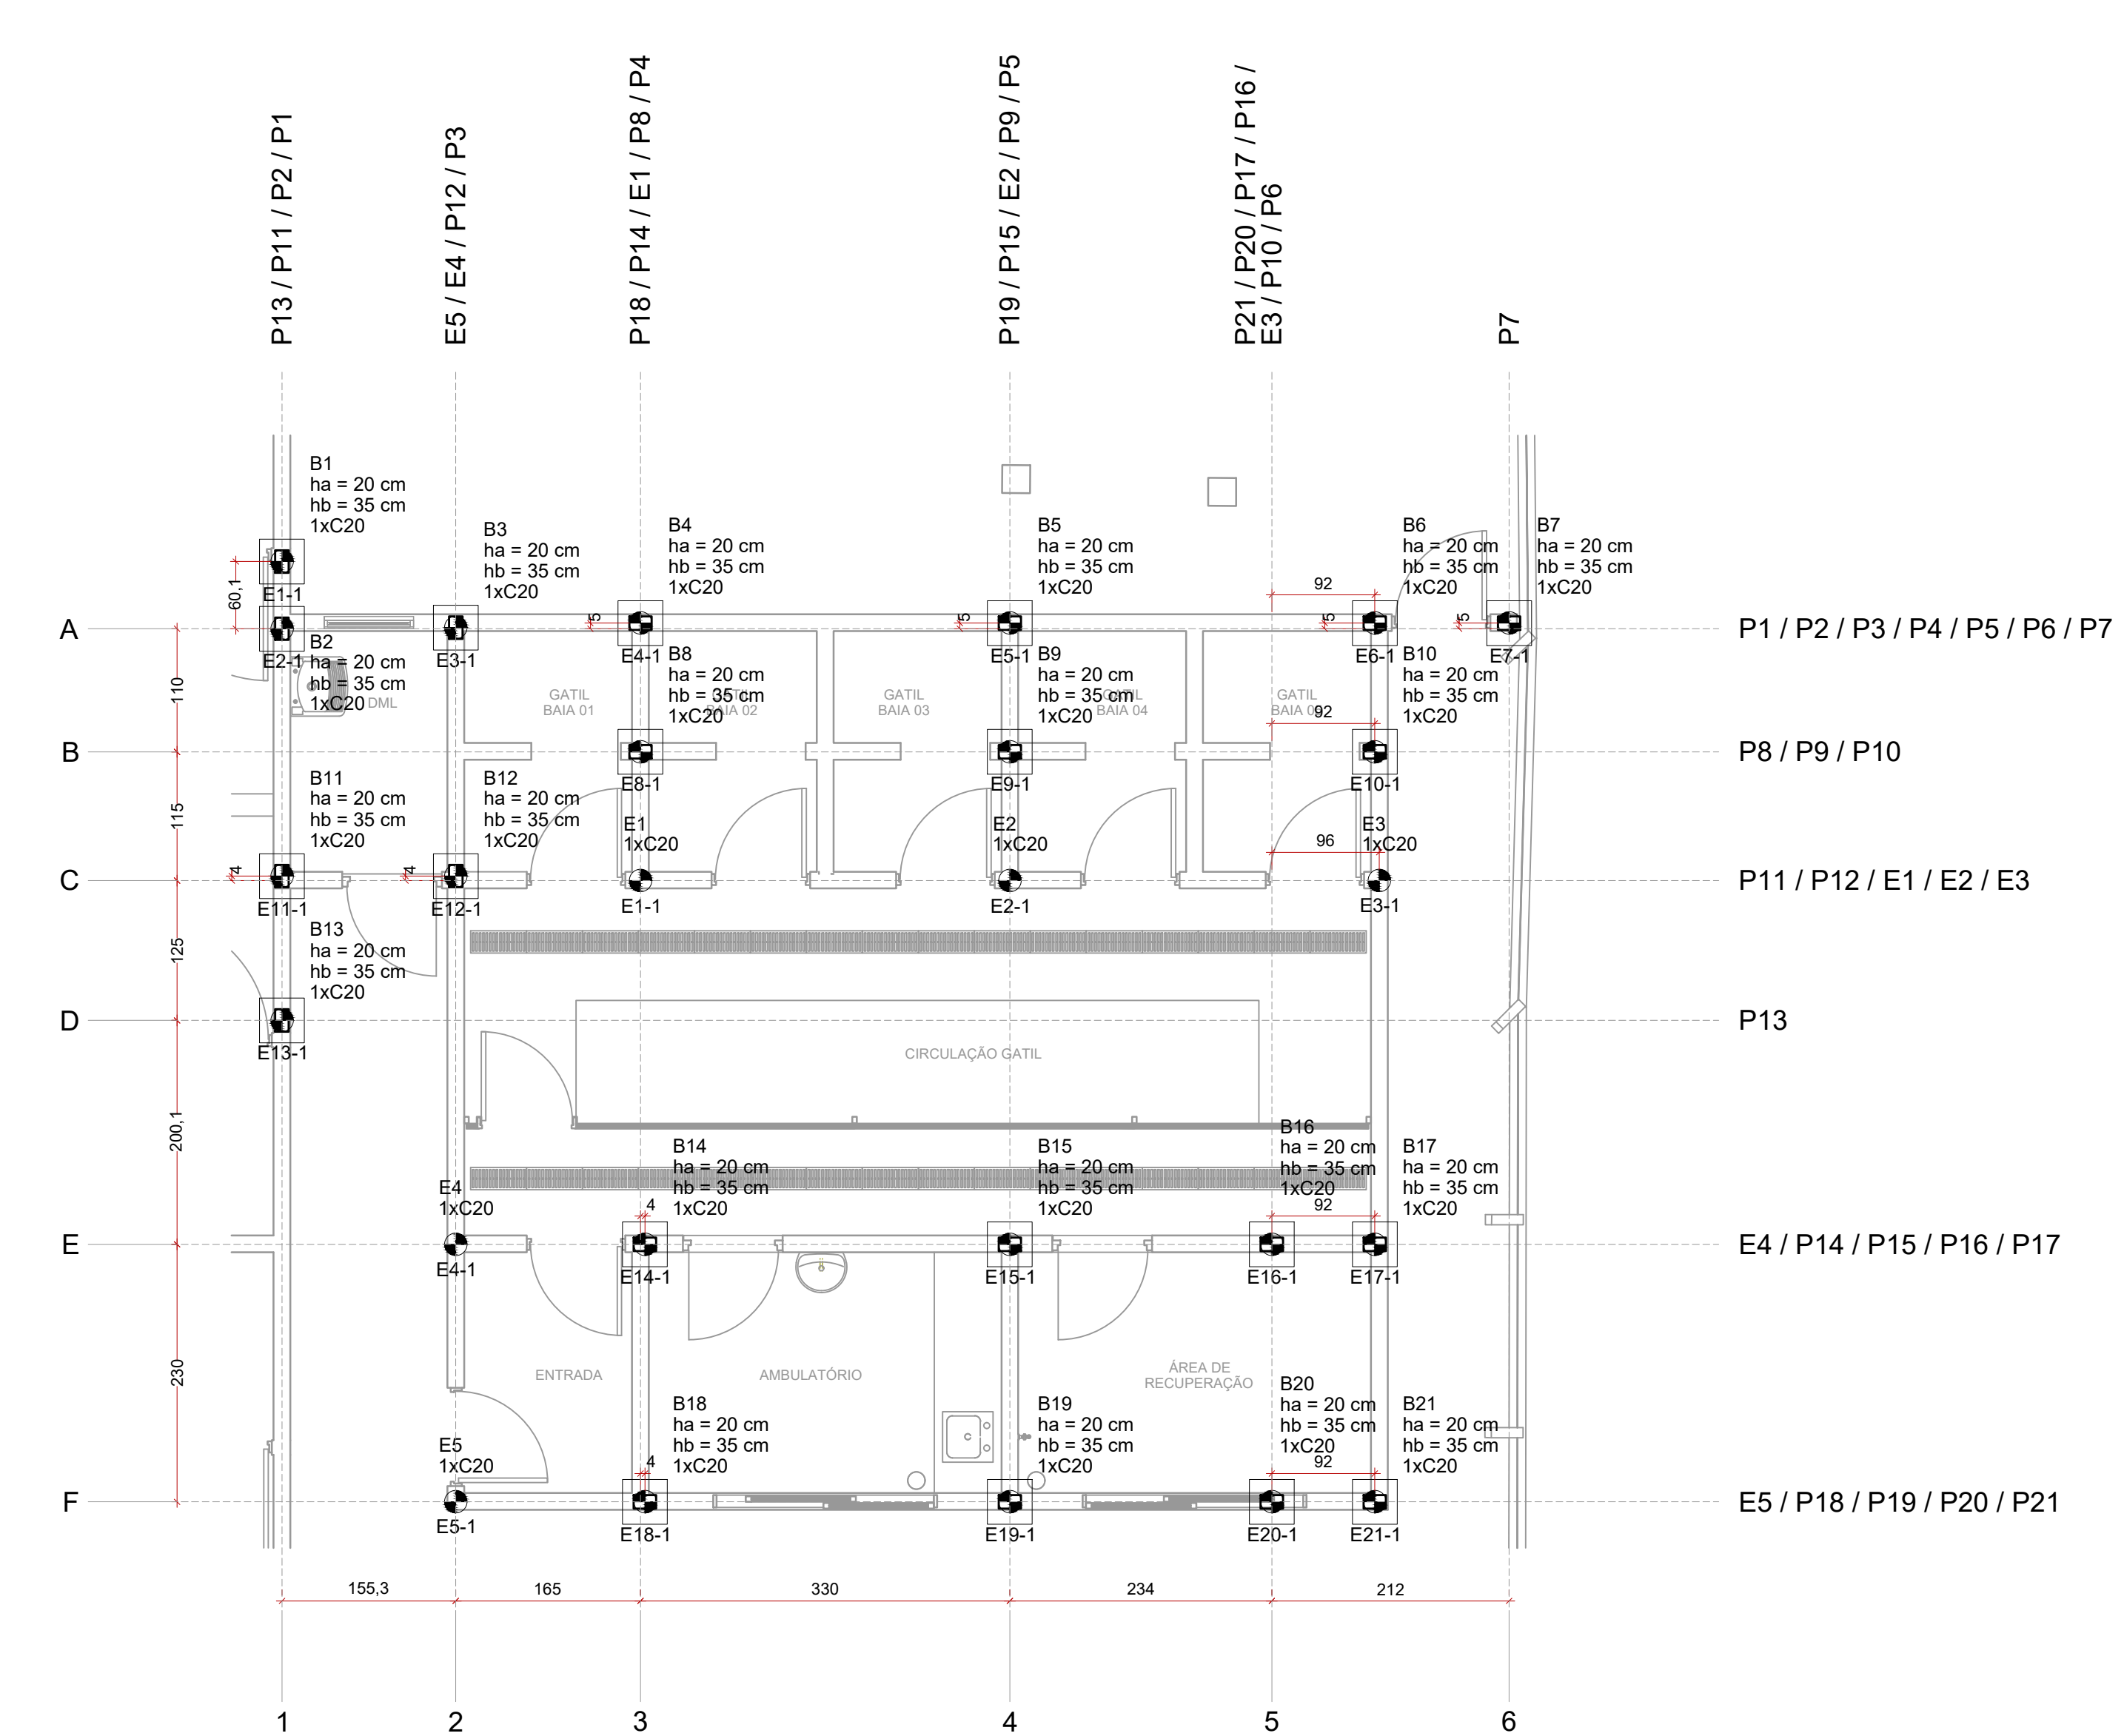 P13 / P11 / P2 / P1
E5 / E4 / P12 / P3
P18 / P14 / E1 / P8 / P4
P19 / P15 / E2 / P9 / P5
P21 / P20 / P17 / P16 /
E3 / P10 / P6
P7
B1
ha = 20 cm
hb = 35 cm
1xC20
E1-1
60,1
B3
ha = 20 cm
hb = 35 cm
1xC20
B4
ha = 20 cm
hb = 35 cm
1xC20
B5
ha = 20 cm
hb = 35 cm
1xC20
B6
ha = 20 cm
hb = 35 cm
1xC20
B7
ha = 20 cm
hb = 35 cm
1xC20
92
5
5
5
5
A
P1 / P2 / P3 / P4 / P5 / P6 / P7
E2-1
E3-1
E4-1
E5-1
E6-1
E7-1
B2
ha = 20 cm
hb = 35 cm
1xC20
DML
110
GATIL
BAIA 01
B8
ha = 20 cm
hb = 35 cm
1xC20
BAIA 02
GATIL
BAIA 03
B9
ha = 20 cm
hb = 35 cm
1xC20
GATIL
BAIA 04
GATIL
BAIA
92
B10
ha = 20 cm
hb = 35 cm
1xC20
B
P8 / P9 / P10
E8-1
E9-1
E10-1
115
B11
ha = 20 cm
hb = 35 cm
1xC20
B12
ha = 20 cm
hb = 35 cm
1xC20
E1
1xC20
E2
1xC20
96
E3
1xC20
4
4
C
P11 / P12 / E1 / E2 / E3
E11-1
E12-1
E1-1
E2-1
E3-1
125
B13
ha = 20 cm
hb = 35 cm
1xC20
D
P13
E13-1
CIRCULAÇÃO GATIL
200,1
B14
ha = 20 cm
hb = 35 cm
1xC20
B15
ha = 20 cm
hb = 35 cm
1xC20
B16
ha = 20 cm
hb = 35 cm
1xC20
B17
ha = 20 cm
hb = 35 cm
1xC20
E4
1xC20
4
92
E
E4 / P14 / P15 / P16 / P17
E4-1
E14-1
E15-1
E16-1
E17-1
230
ENTRADA
AMBULATÓRIO
ÁREA DE
RECUPERAÇÃO
B18
ha = 20 cm
hb = 35 cm
1xC20
B19
ha = 20 cm
hb = 35 cm
1xC20
B20
ha = 20 cm
hb = 35 cm
1xC20
B21
ha = 20 cm
hb = 35 cm
1xC20
E5
1xC20
4
92
F
E5 / P18 / P19 / P20 / P21
E5-1
E18-1
E19-1
E20-1
E21-1
155,3
165
330
234
212
1
2
3
4
5
6